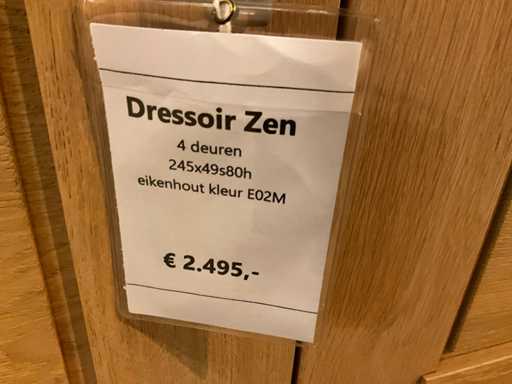 Dressoir Zen
4 deuren
245x49s80h
eikenhout kleur E02M
€ 2.495,-